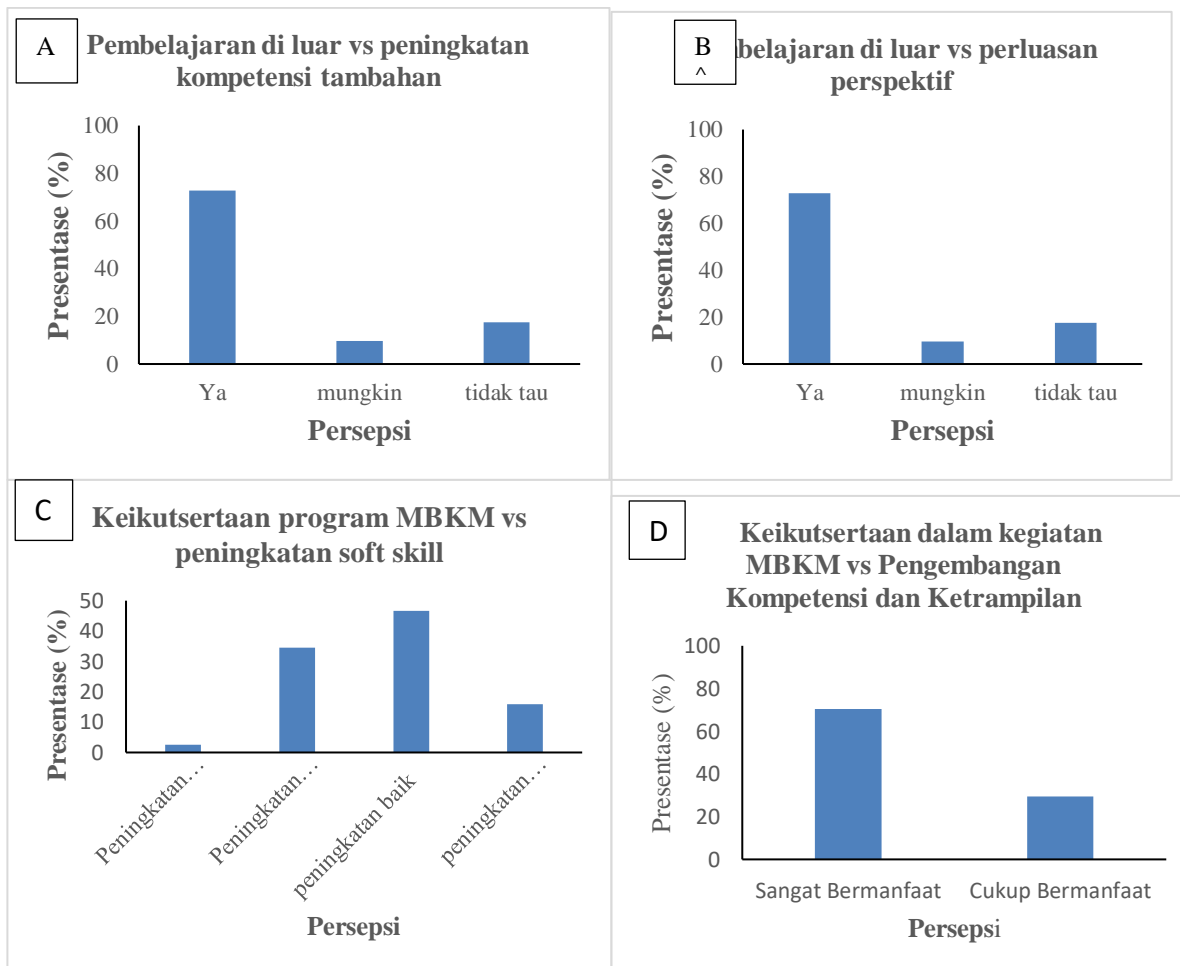 A
Pembelajaran di luar vs peningkatan
kompetensi tambahan
100
80
60
40
20
0
Presentase (%)
Ya mungkin tidak tau
Persepsi
B
^
belajaran di luar vs perluasan
perspektif
100
80
60
40
20
0
Presentase (%)
Ya mungkin tidak tau
Persepsi
C
Keikutsertaan program MBKM vs
peningkatan soft skill
50
40
30
20
10
0
Presentase (%)
Peningkatan…
Peningkatan…
peningkatan baik
peningkatan…
Persepsi
D
Keikutsertaan dalam kegiatan
MBKM vs Pengembangan
Kompetensi dan Ketrampilan
100
80
60
40
20
0
Presentase (%)
Sangat Bermanfaat Cukup Bermanfaat
Persepsi